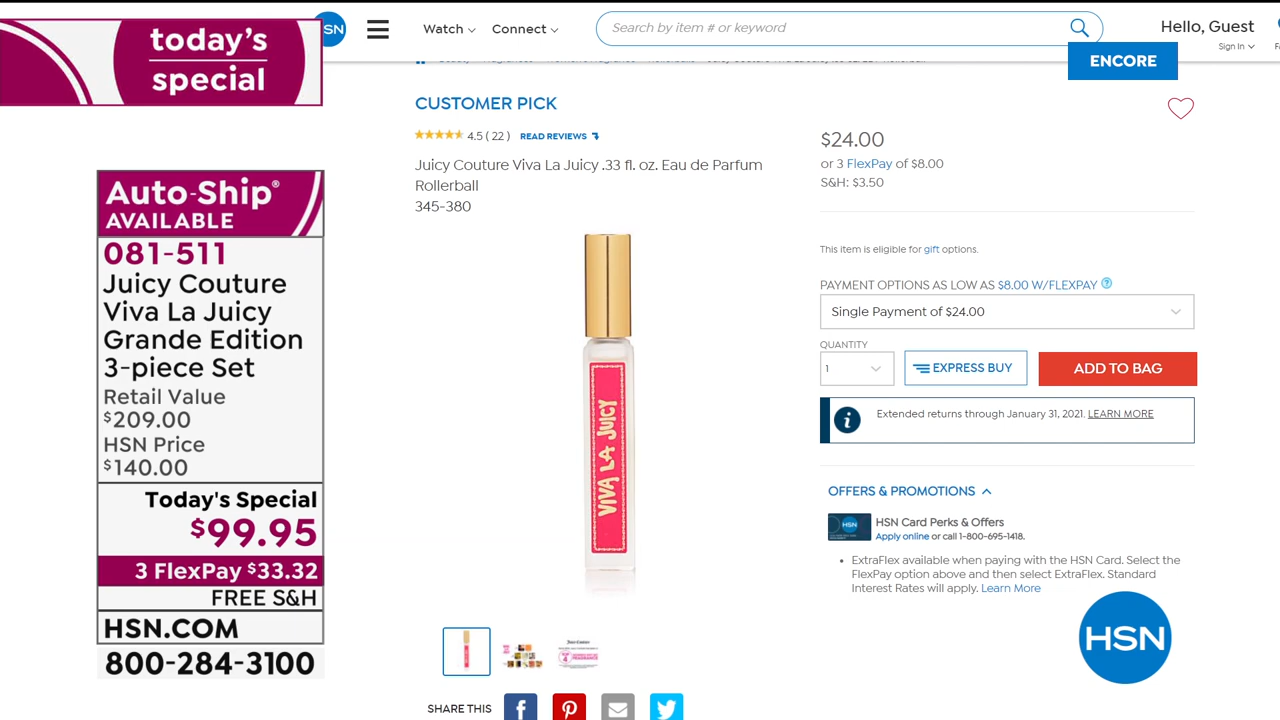 today's
special
Auto-Ship®
AVAILABLE
081-511
Juicy Couture
Viva La Juicy
Grande Edition
3-piece Set
Retail Value
$209.00
HSN Price
$140.00
Today's Special
$99.95
3 FlexPay $33.32
FREE S&H
HSN.COM
800-284-3100
SN
Watch
Connect
Search by item # or keyword
Hello, Guest
Sign In
ENCORE
CUSTOMER PICK
4.5 ( 22 ) READ REVIEWS
Juicy Couture Viva La Juicy .33 fl. oz. Eau de Parfum
Rollerball
345-380
VIVA LA JUICY
$24.00
or 3 FlexPay of $8.00
S&H: $3.50
This item is eligible for gift options.
PAYMENT OPTIONS AS LOW AS $8.00 W/FLEXPAY ?
Single Payment of $24.00
QUANTITY
1
EXPRESS BUY
ADD TO BAG
i
Extended returns through January 31, 2021. LEARN MORE
OFFERS & PROMOTIONS
HSN
HSN Card Perks & Offers
Apply online or call 1-800-695-1418.
• ExtraFlex available when paying with the HSN Card. Select the
FlexPay option above and then select ExtraFlex. Standard
Interest Rates will apply. Learn More
HSN
SHARE THIS